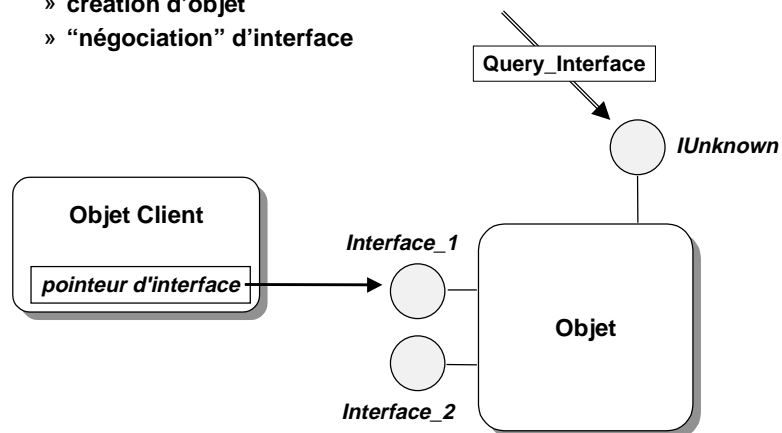 » création d'objet
» “négociation” d'interface
Query_Interface
IUnknown
Objet Client
Interface_1
pointeur d'interface
Objet
Interface_2